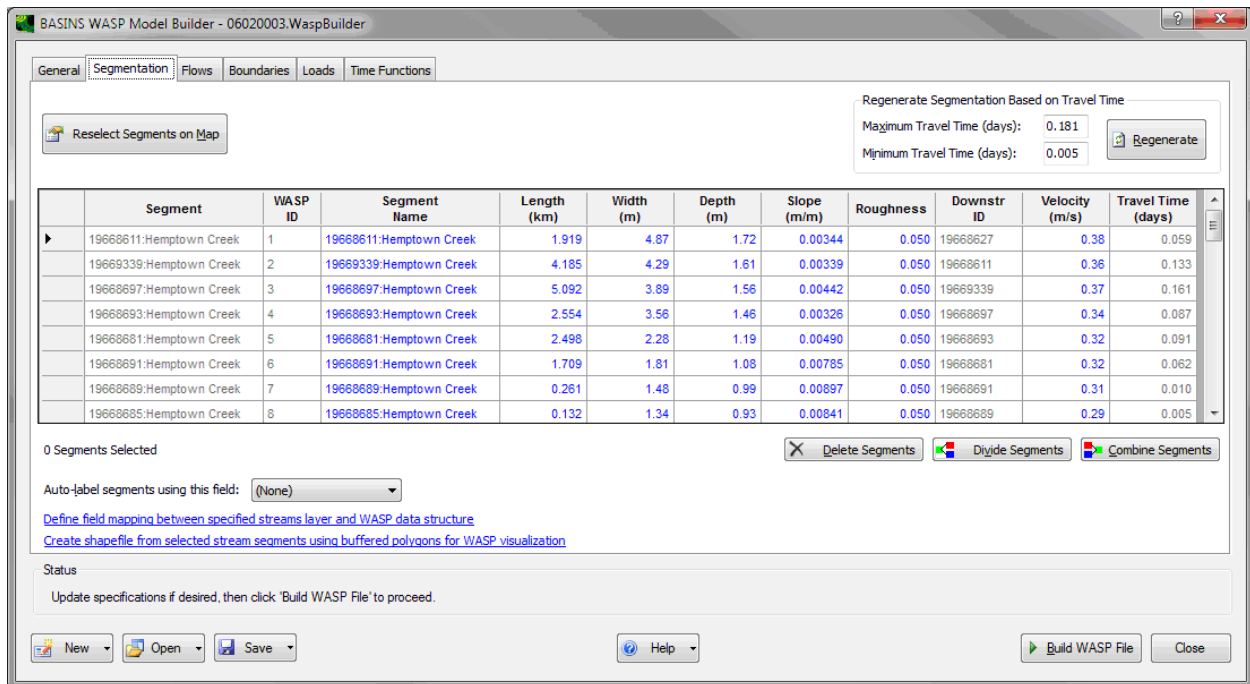 BASINS WASP Model Builder - 06020003.WaspBuilder
General Segmentation Flows Boundaries Loads Time Functions
Reselect Segments on Map
Regenerate Segmentation Based on Travel Time
Maximum Travel Time (days): 0.181
Minimum Travel Time (days): 0.005
Regenerate
Segment WASP ID Segment Name Length (km) Width (m) Depth (m) Slope (m/m) Roughness Downstr ID Velocity (m/s) Travel Time (days)
19668611:Hemptown Creek 1 19668611:Hemptown Creek 1.919 4.87 1.72 0.00344 0.050 19668627 0.38 0.059
19669339:Hemptown Creek 2 19669339:Hemptown Creek 4.185 4.29 1.61 0.00339 0.050 19668611 0.36 0.133
19668697:Hemptown Creek 3 19668697:Hemptown Creek 5.092 3.89 1.56 0.00442 0.050 19669339 0.37 0.161
19668693:Hemptown Creek 4 19668693:Hemptown Creek 2.554 3.56 1.46 0.00326 0.050 19668697 0.34 0.087
19668681:Hemptown Creek 5 19668681:Hemptown Creek 2.498 2.28 1.19 0.00490 0.050 19668693 0.32 0.091
19668691:Hemptown Creek 6 19668691:Hemptown Creek 1.709 1.81 1.08 0.00785 0.050 19668681 0.32 0.062
19668689:Hemptown Creek 7 19668689:Hemptown Creek 0.261 1.48 0.99 0.00897 0.050 19668691 0.31 0.010
19668685:Hemptown Creek 8 19668685:Hemptown Creek 0.132 1.34 0.93 0.00841 0.050 19668689 0.29 0.005
0 Segments Selected
Delete Segments Divide Segments Combine Segments
Auto-label segments using this field: (None)
Define field mapping between specified streams layer and WASP data structure
Create shapefile from selected stream segments using buffered polygons for WASP visualization
Status
Update specifications if desired, then click 'Build WASP File' to proceed.
New Open Save Help Build WASP File Close